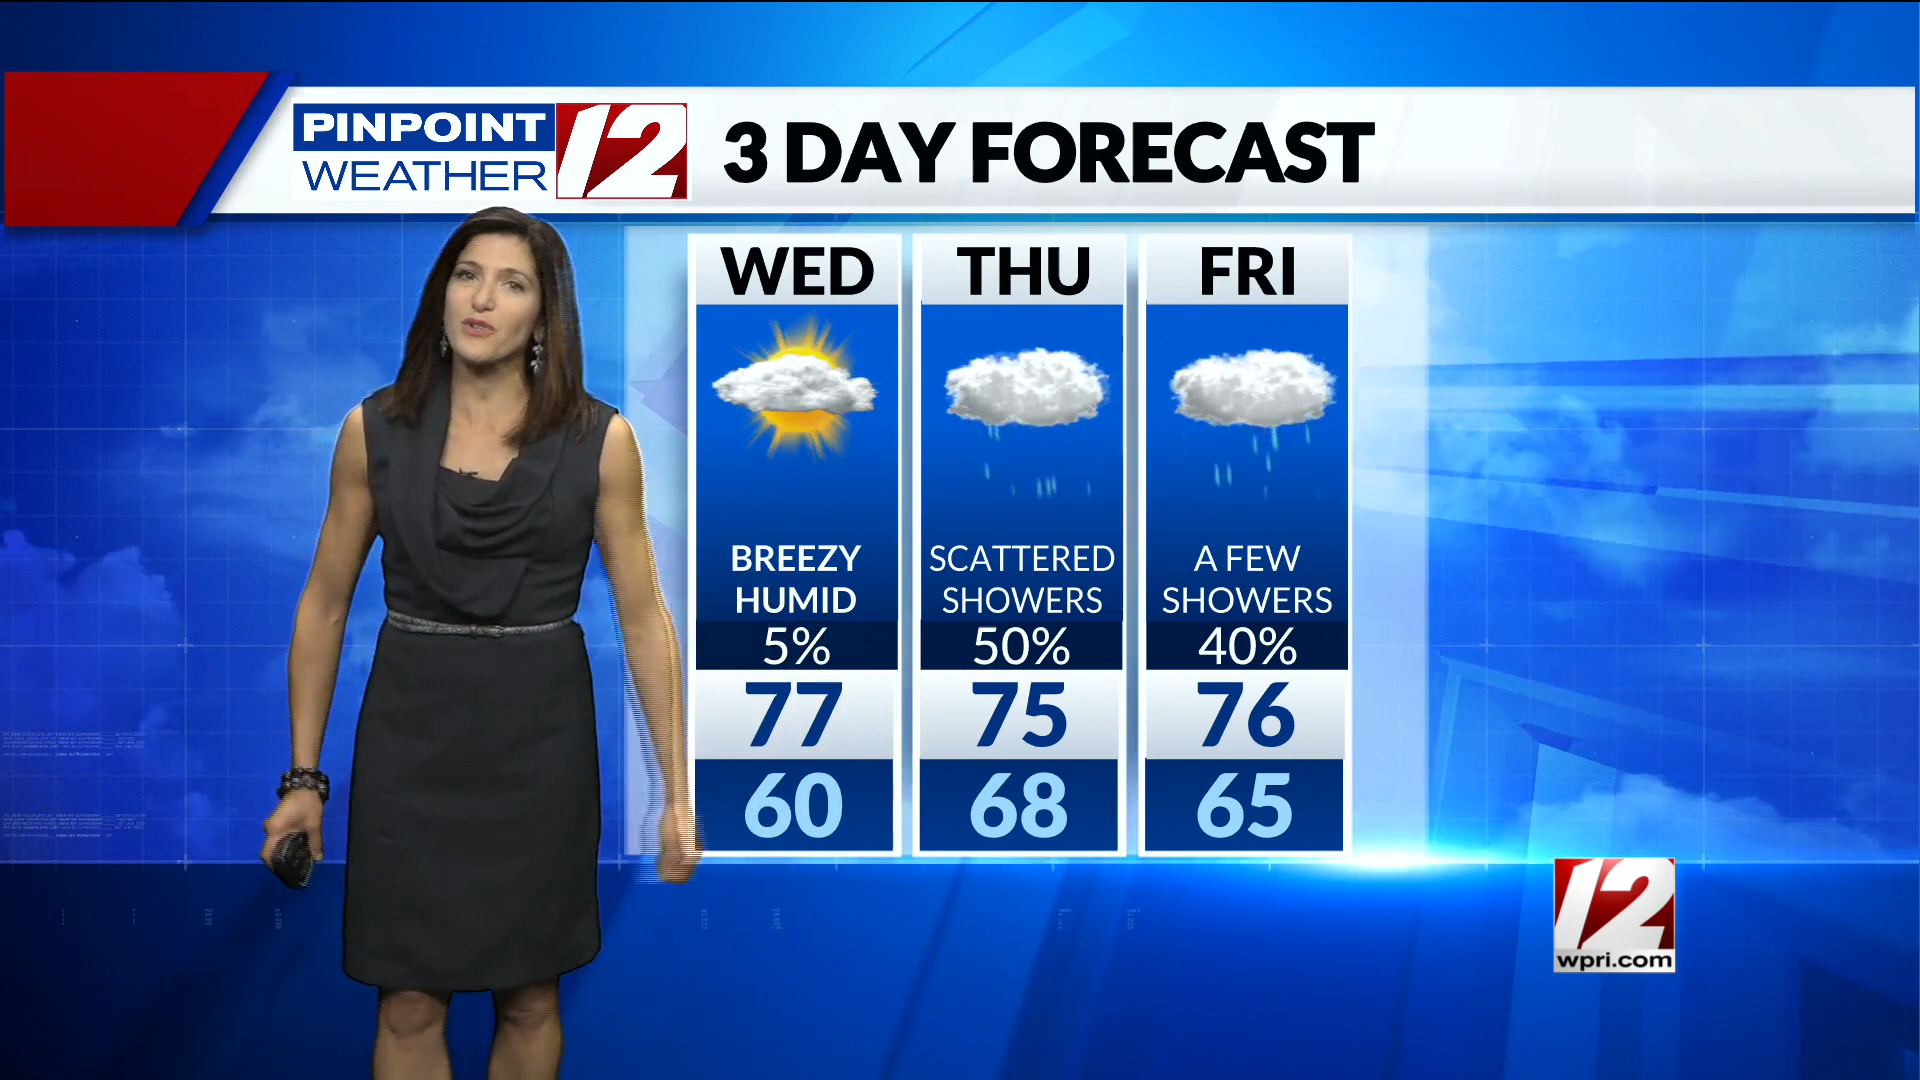 PINPOINT
WEATHER
12
3 DAY FORECAST
WED
THU
FRI
BREEZY
HUMID
5%
77
60
SCATTERED
SHOWERS
50%
75
68
A FEW
SHOWERS
40%
76
65
12
wpri.com